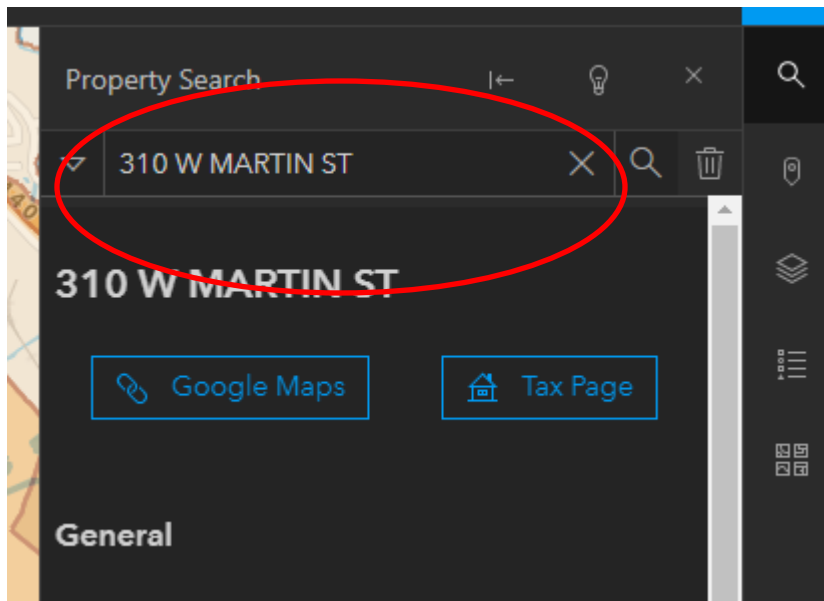 Property Search
310 W MARTIN ST
310 W MARTIN ST
Google Maps
Tax Page
General